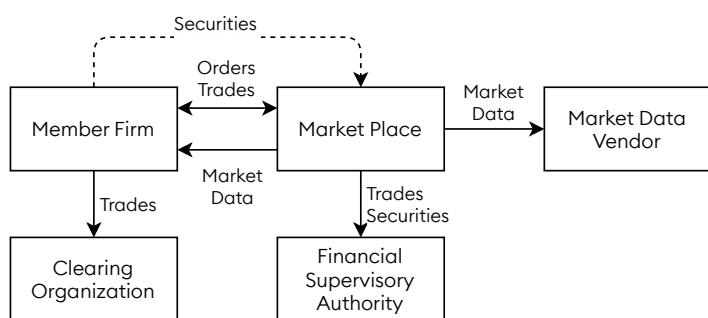 Securities
Orders
Trades
Member Firm
Market Place
Market
Data
Market Data
Vendor
Market
Data
Trades
Trades
Securities
Clearing
Organization
Financial
Supervisory
Authority